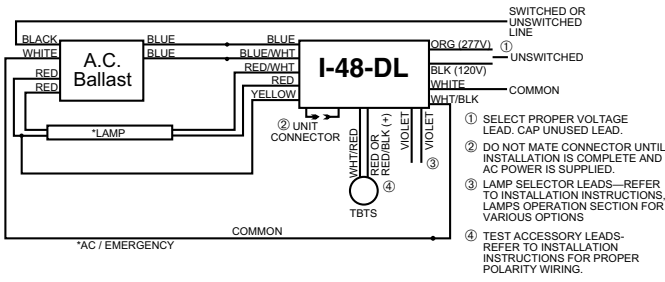 SWITCHED OR
UNSWITCHED
LINE
BLACK
BLUE
BLUE
WHITE
BLUE
BLUE/WHT
A.C.
Ballast
I-48-DL
ORG (277V)
①
UNSWITCHED
RED
RED
RED/WHT
RED
YELLOW
BLK (120V)
WHITE
COMMON
WHT/BLK
*LAMP
② UNIT
CONNECTOR
WHT/RED
RED OR
RED/BLK (+)
VIOLET
VIOLET
③
④
TBTS
COMMON
*AC / EMERGENCY
① SELECT PROPER VOLTAGE
LEAD. CAP UNUSED LEAD.
② DO NOT MATE CONNECTOR UNTIL
INSTALLATION IS COMPLETE AND
AC POWER IS SUPPLIED.
③ LAMP SELECTOR LEADS—REFER
TO INSTALLATION INSTRUCTIONS,
LAMPS OPERATION SECTION FOR
VARIOUS OPTIONS
④ TEST ACCESSORY LEADS-
REFER TO INSTALLATION
INSTRUCTIONS FOR PROPER
POLARITY WIRING.